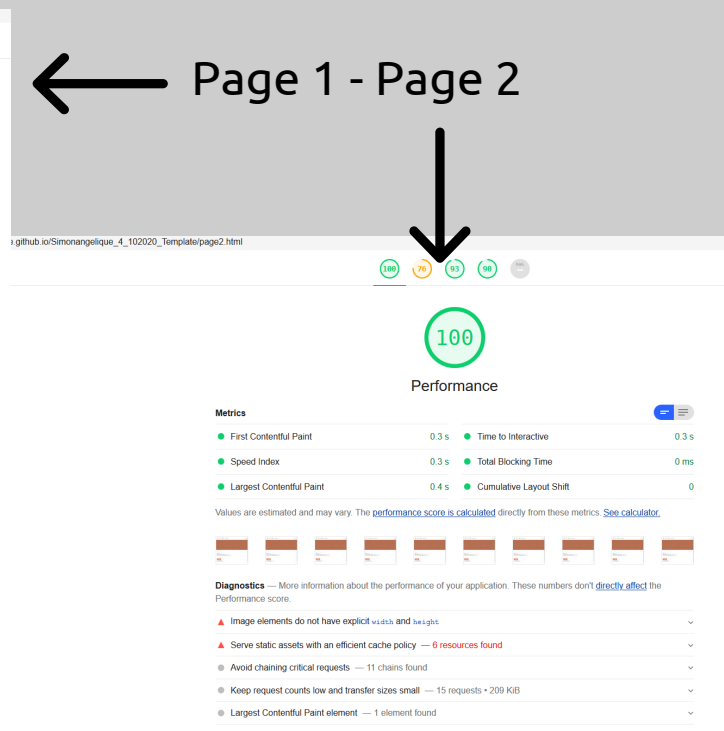 Page 1 - Page 2
.github.io/Simonangelique_4_102020_Template/page2.html
100 76 93 90
100
Performance
Metrics
First Contentful Paint 0.3 s Time to Interactive 0.3 s
Speed Index 0.3 s Total Blocking Time 0 ms
Largest Contentful Paint 0.4 s Cumulative Layout Shift 0
Values are estimated and may vary. The performance score is calculated directly from these metrics. See calculator.
Diagnostics — More information about the performance of your application. These numbers don't directly affect the
Performance score.
Image elements do not have explicit width and height
Serve static assets with an efficient cache policy — 6 resources found
Avoid chaining critical requests — 11 chains found
Keep request counts low and transfer sizes small — 15 requests • 209 KiB
Largest Contentful Paint element — 1 element found